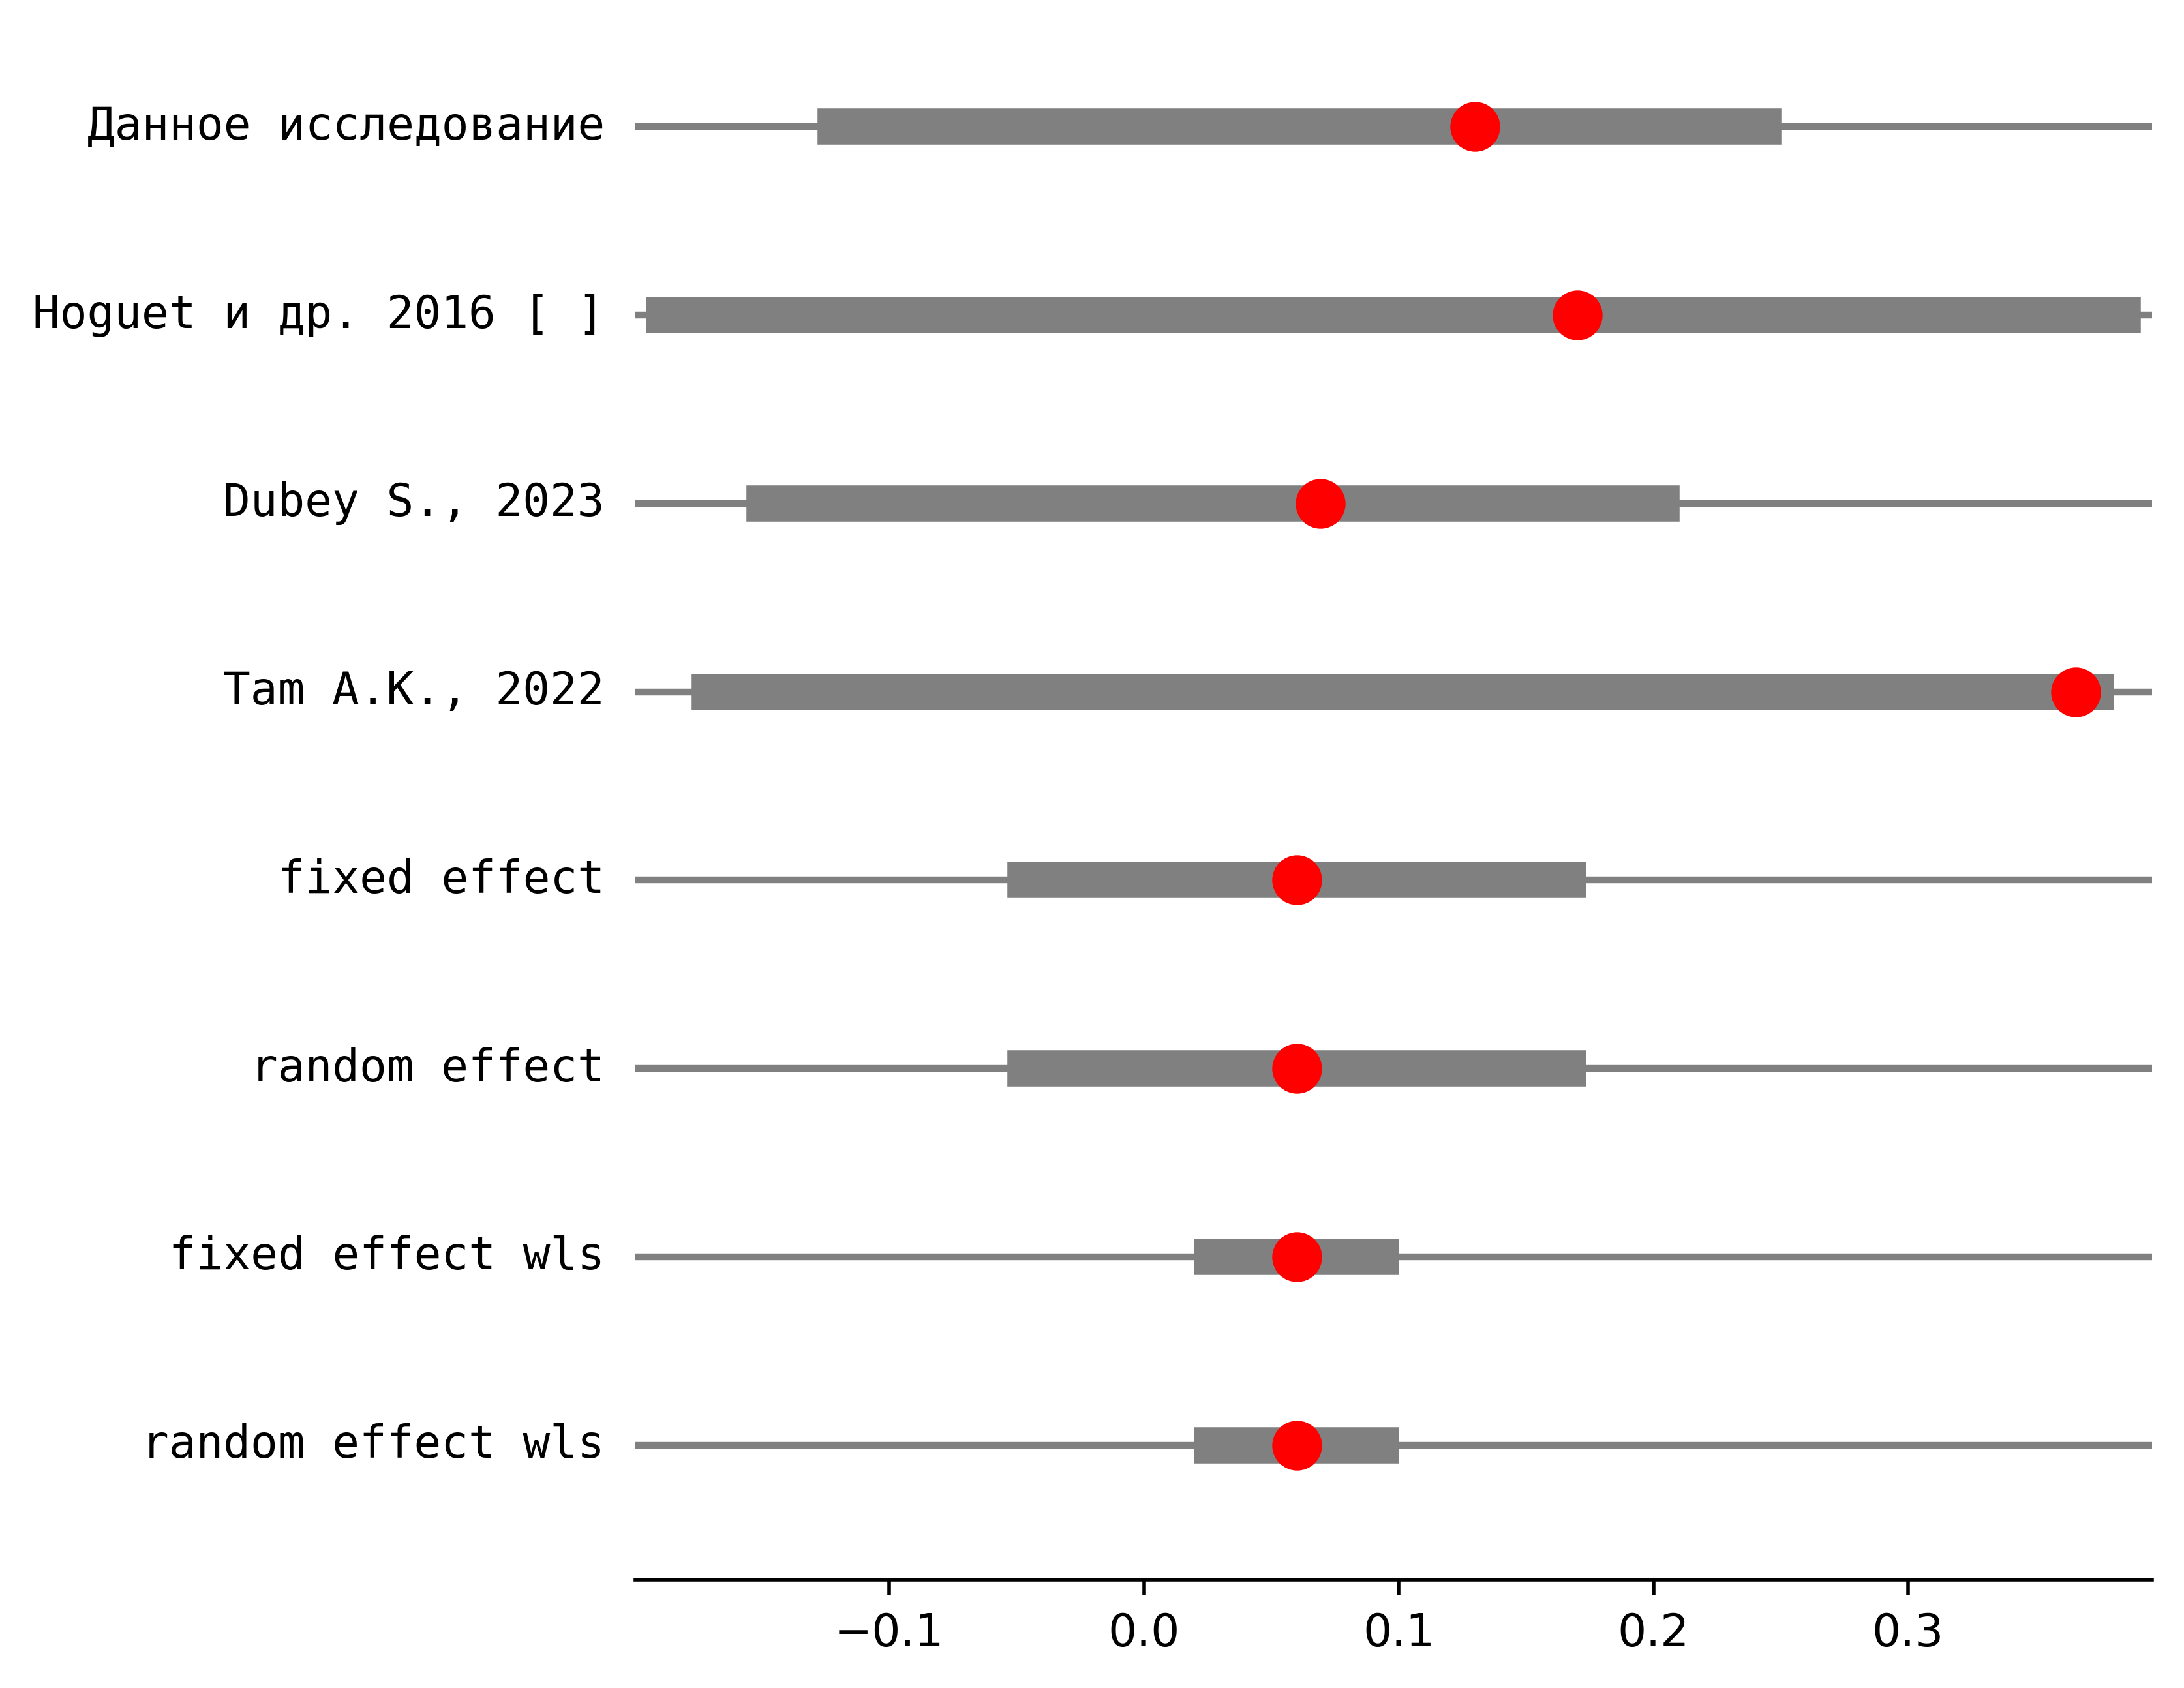 Данное исследование
Hoguet и др. 2016 [ ]
Dubey S., 2023
Tam A.K., 2022
fixed effect
random effect
fixed effect wls
random effect wls
−0.1 0.0 0.1 0.2 0.3